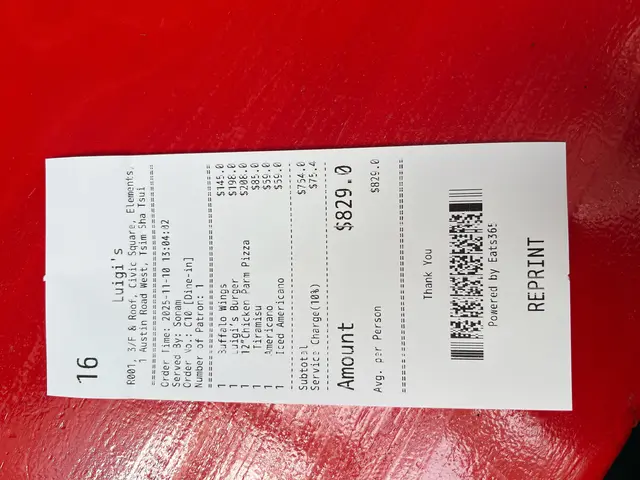 16
Luigi's
R001, 3/F & Roof, Civic Square, Elements,
1 Austin Road West, Tsim Sha Tsui
Order Time: 2025-11-10 13:04:02
Served By: Sonam
Order No.: C10 [Dine-in]
Number of Patron: 1
1 Buffalo Wings $145.0
1 Luigi's Burger $198.0
1 12"Chicken Parm Pizza $208.0
1 Tiramisu $85.0
1 Americano $59.0
1 Iced Americano $59.0
Subtotal $754.0
Service Charge(10%) $75.4
Amount $829.0
Avg. per Person $829.0
Thank You
Powered by Eats365
REPRINT